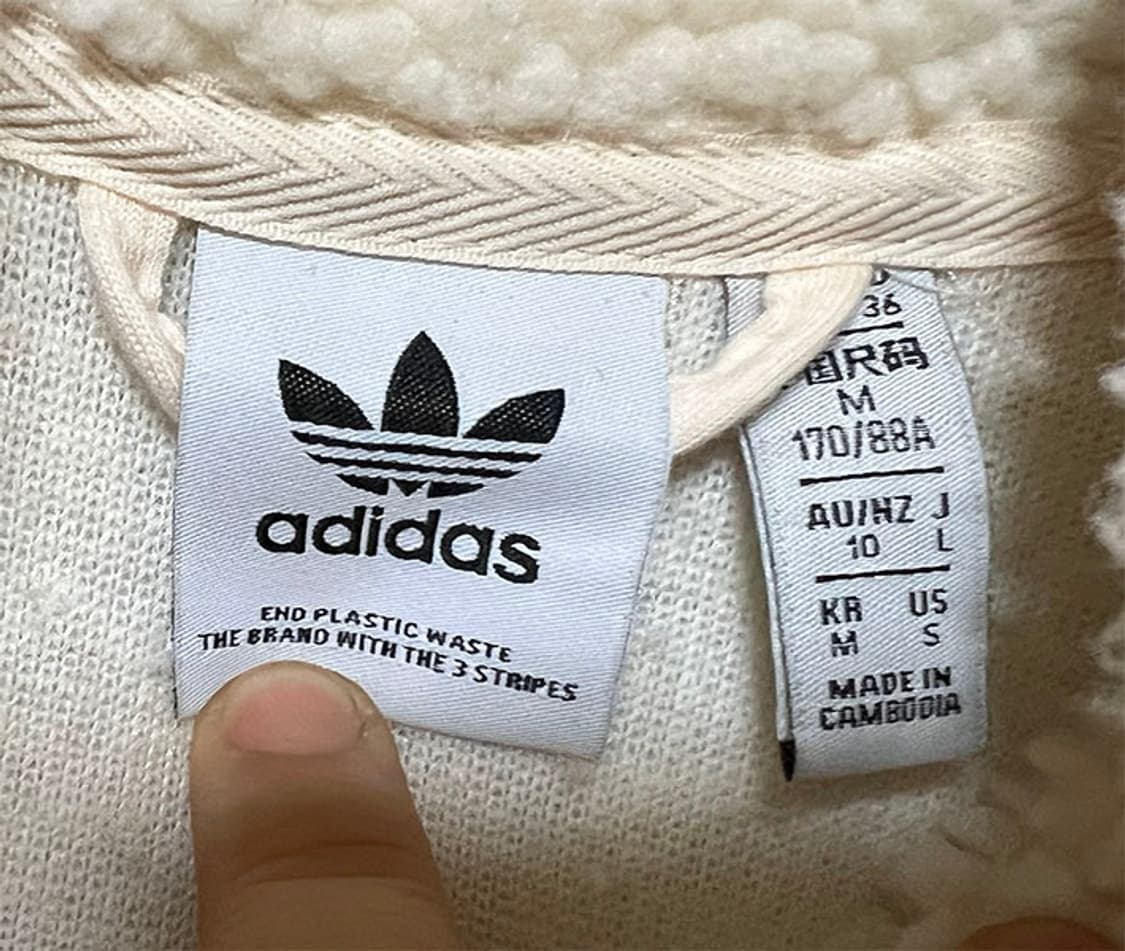 adidas
END PLASTIC WASTE
THE BRAND WITH THE 3 STRIPES
36
国尺码
M
170/88A
AU/NZ J
10 L
KR US
M S
MADE IN
CAMBODIA